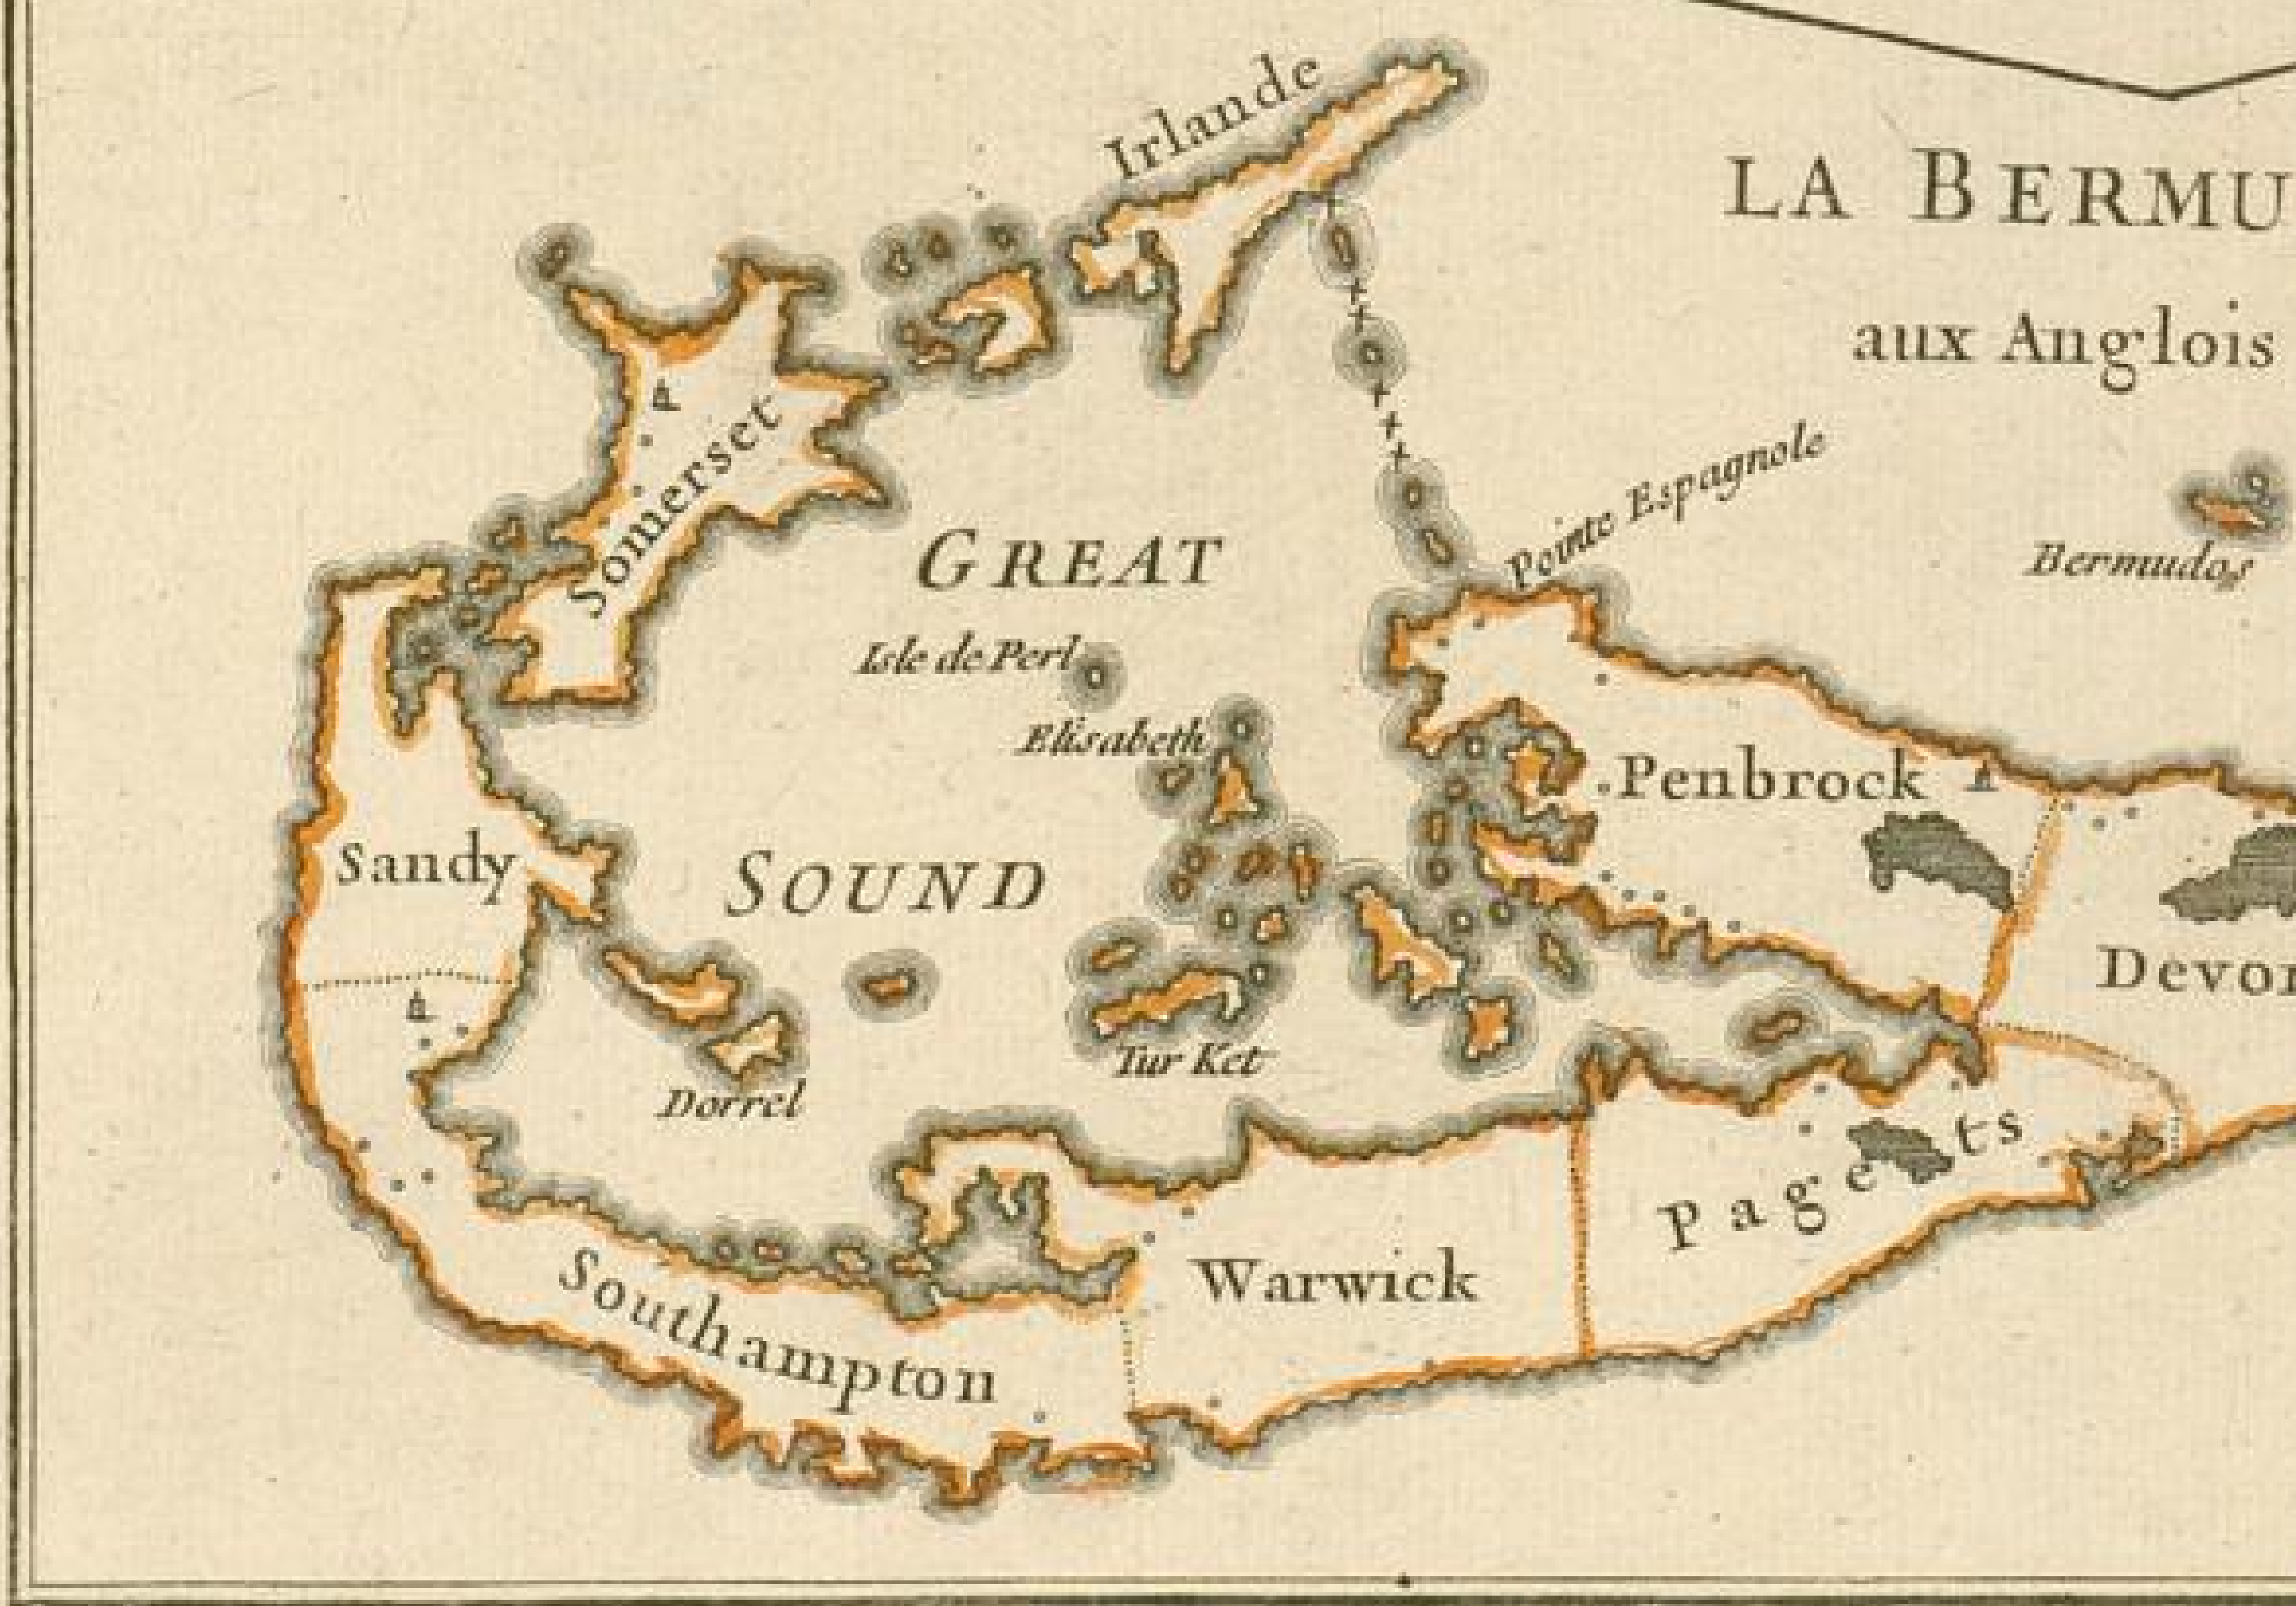 Irlande
LA BERMU
aux Anglois
Somerset
Pointe Espagnole
GREAT
Bermudos
Isle de Perl
Elisabeth
Penbrock
Sandy
SOUND
Devon
Tur Ket
Dorrel
Pagets
Warwick
Southampton